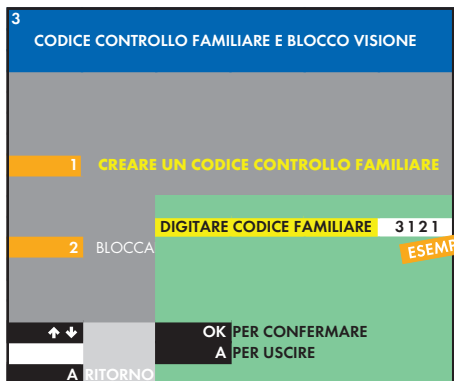 3
CODICE CONTROLLO FAMILIARE E BLOCCO VISIONE
1 CREARE UN CODICE CONTROLLO FAMILIARE
DIGITARE CODICE FAMILIARE 3121
2 BLOCCA
↑ ↓ OK PER CONFERMARE
A PER USCIRE
A RITORNO